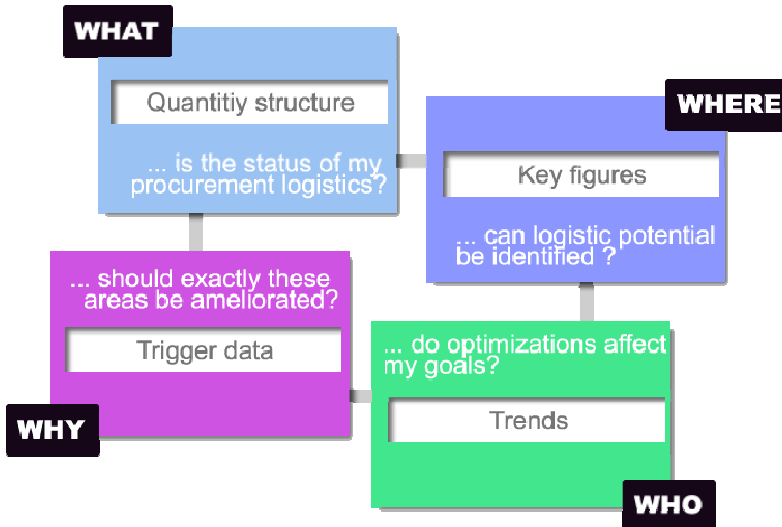 WHAT
Quantitiy structure
... is the status of my
procurement logistics?
WHERE
Key figures
... can logistic potential
be identified ?
... should exactly these
areas be ameliorated?
Trigger data
WHY
... do optimizations affect
my goals?
Trends
WHO